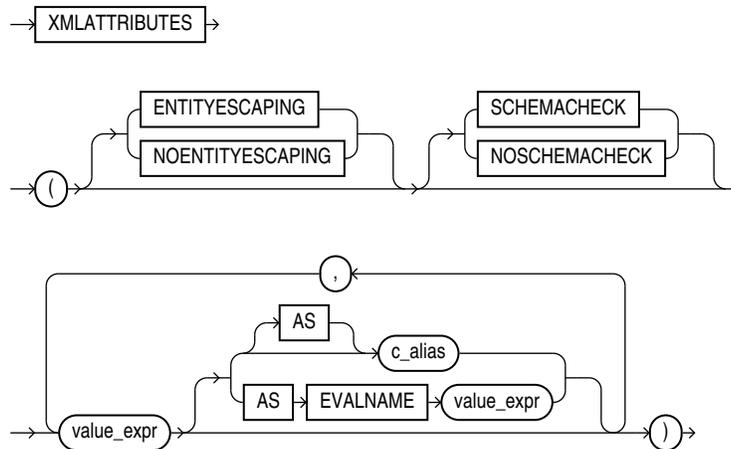 XMLATTRIBUTES
ENTITYESCAPING SCHEMACHECK
NOENTITYESCAPING NOSCHEMACHECK
(
,
AS
c_alias
AS EVALNAME value_expr
value_expr )